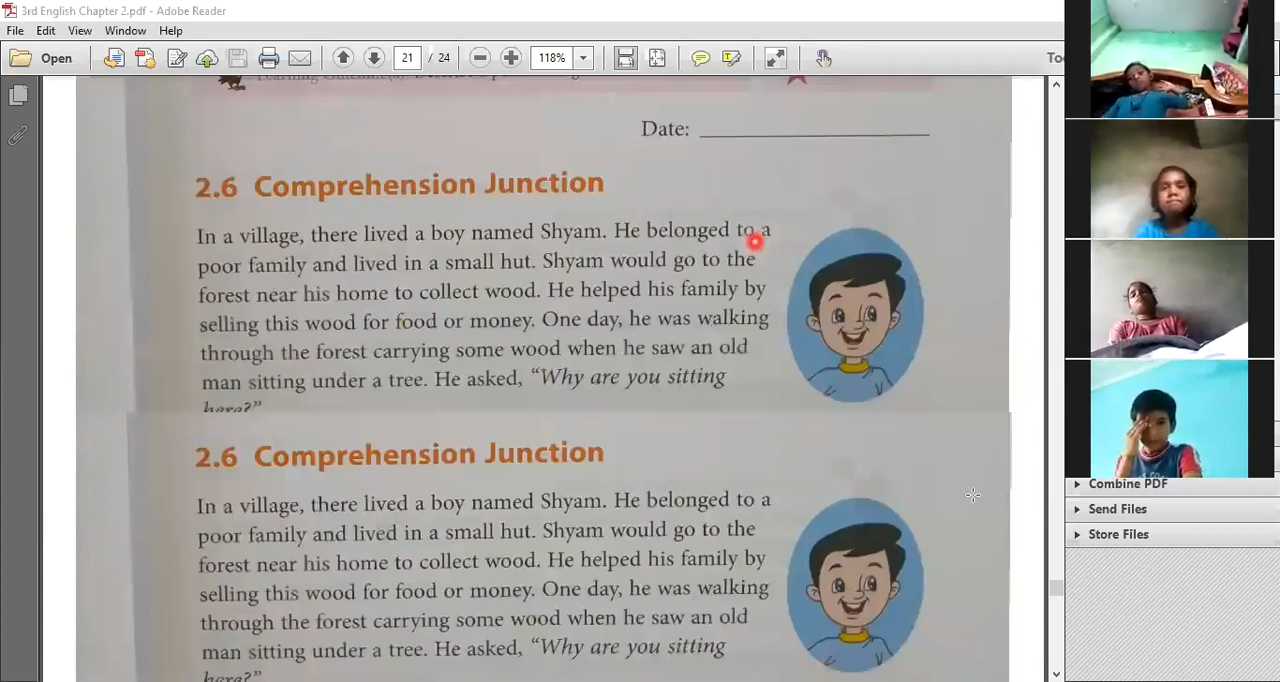 3rd English Chapter 2.pdf - Adobe Reader
File Edit View Window Help
Open 21 / 24 118%
Date:
2.6 Comprehension Junction
In a village, there lived a boy named Shyam. He belonged to a
poor family and lived in a small hut. Shyam would go to the
forest near his home to collect wood. He helped his family by
selling this wood for food or money. One day, he was walking
through the forest carrying some wood when he saw an old
man sitting under a tree. He asked, “Why are you sitting
here?”
2.6 Comprehension Junction
In a village, there lived a boy named Shyam. He belonged to a
poor family and lived in a small hut. Shyam would go to the
forest near his home to collect wood. He helped his family by
selling this wood for food or money. One day, he was walking
through the forest carrying some wood when he saw an old
man sitting under a tree. He asked, “Why are you sitting
here?”
Combine PDF
Send Files
Store Files